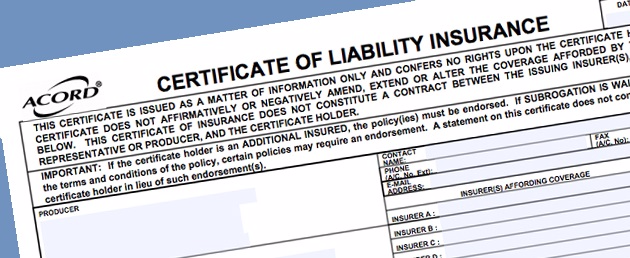 DATE
ACORD®
CERTIFICATE OF LIABILITY INSURANCE
THIS CERTIFICATE IS ISSUED AS A MATTER OF INFORMATION ONLY AND CONFERS NO RIGHTS UPON THE CERTIFICATE
CERTIFICATE DOES NOT AFFIRMATIVELY OR NEGATIVELY AMEND, EXTEND OR ALTER THE COVERAGE AFFORDED BY
BELOW. THIS CERTIFICATE OF INSURANCE DOES NOT CONSTITUTE A CONTRACT BETWEEN THE ISSUING INSURER(S),
REPRESENTATIVE OR PRODUCER, AND THE CERTIFICATE HOLDER.
IMPORTANT: If the certificate holder is an ADDITIONAL INSURED, the policy(ies) must be endorsed. If SUBROGATION IS WAI
the terms and conditions of the policy, certain policies may require an endorsement. A statement on this certificate does not con
certificate holder in lieu of such endorsement(s).
PRODUCER
CONTACT
NAME:
PHONE
(A/C, No, Ext):
FAX
(A/C, No):
E-MAIL
ADDRESS:
INSURER(S) AFFORDING COVERAGE
INSURER A :
INSURER B :
INSURER C :
INSURER D :